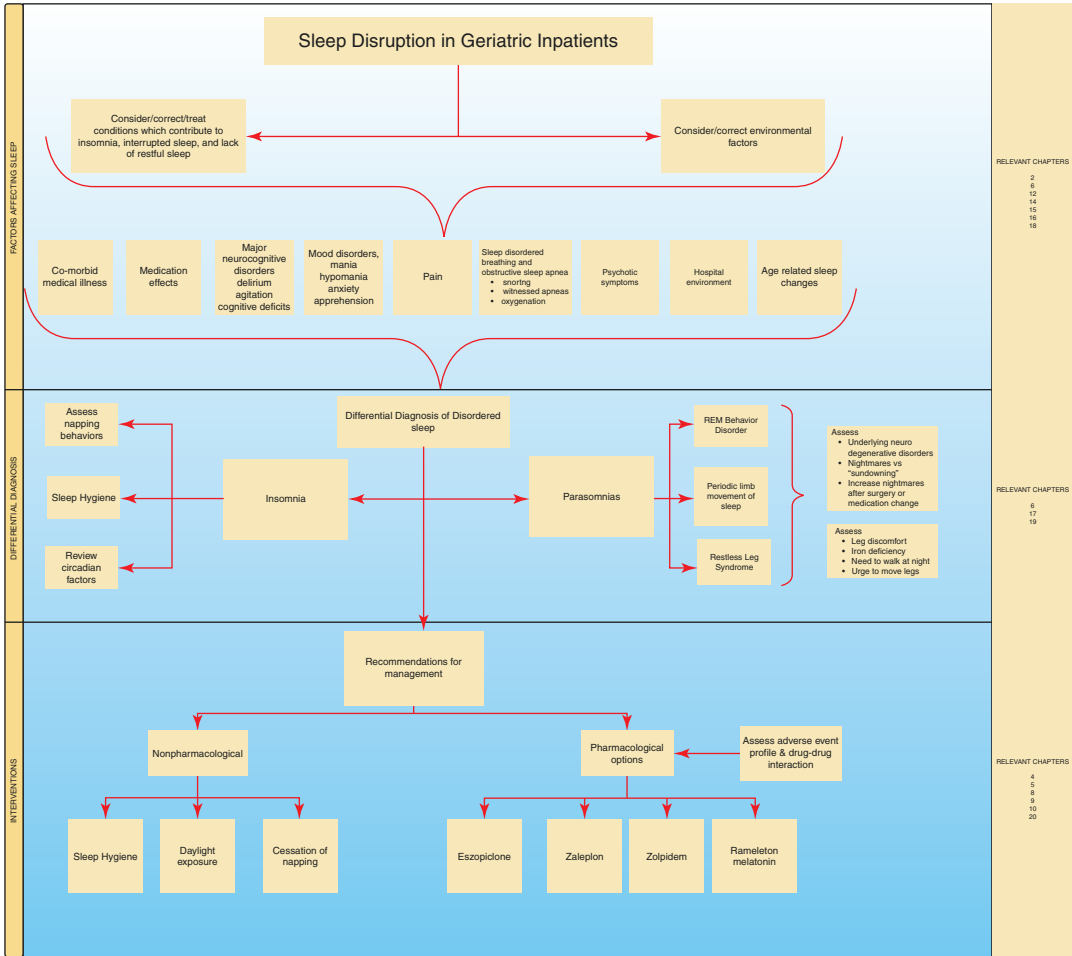 Sleep Disruption in Geriatric Inpatients
FACTORS AFFECTING SLEEP
Consider/correct/treat
conditions which contribute to
insomnia, interrupted sleep, and lack
of restful sleep
Consider/correct environmental
factors
RELEVANT CHAPTERS
2
6
12
14
15
16
18
Co-morbid
medical illness
Medication
effects
Major
neurocognitive
disorders
delirium
agitation
cognitive deficits
Mood disorders,
mania
hypomania
anxiety
apprehension
Pain
Sleep disordered
breathing and
obstructive sleep apnea
• snortng
• witnessed apneas
• oxygenation
Psychotic
symptoms
Hospital
environment
Age related sleep
changes
DIFFERENTIAL DIAGNOSIS
Differential Diagnosis of Disordered
sleep
Assess
napping
behaviors
Sleep Hygiene
Review
circadian
factors
Insomnia
Parasomnias
REM Behavior
Disorder
Periodic limb
movement of
sleep
Restless Leg
Syndrome
Assess
• Underlying neuro
degenerative disorders
• Nightmares vs
“sundowning”
• Increase nightmares
after surgery or
medication change
Assess
• Leg discomfort
• Iron deficiency
• Need to walk at night
• Urge to move legs
RELEVANT CHAPTERS
6
17
19
INTERVENTIONS
Recommendations for
management
Nonpharmacological
Pharmacological
options
Assess adverse event
profile & drug-drug
interaction
Sleep Hygiene
Daylight
exposure
Cessation of
napping
Eszopiclone
Zaleplon
Zolpidem
Rameleton
melatonin
RELEVANT CHAPTERS
4
5
8
9
10
20